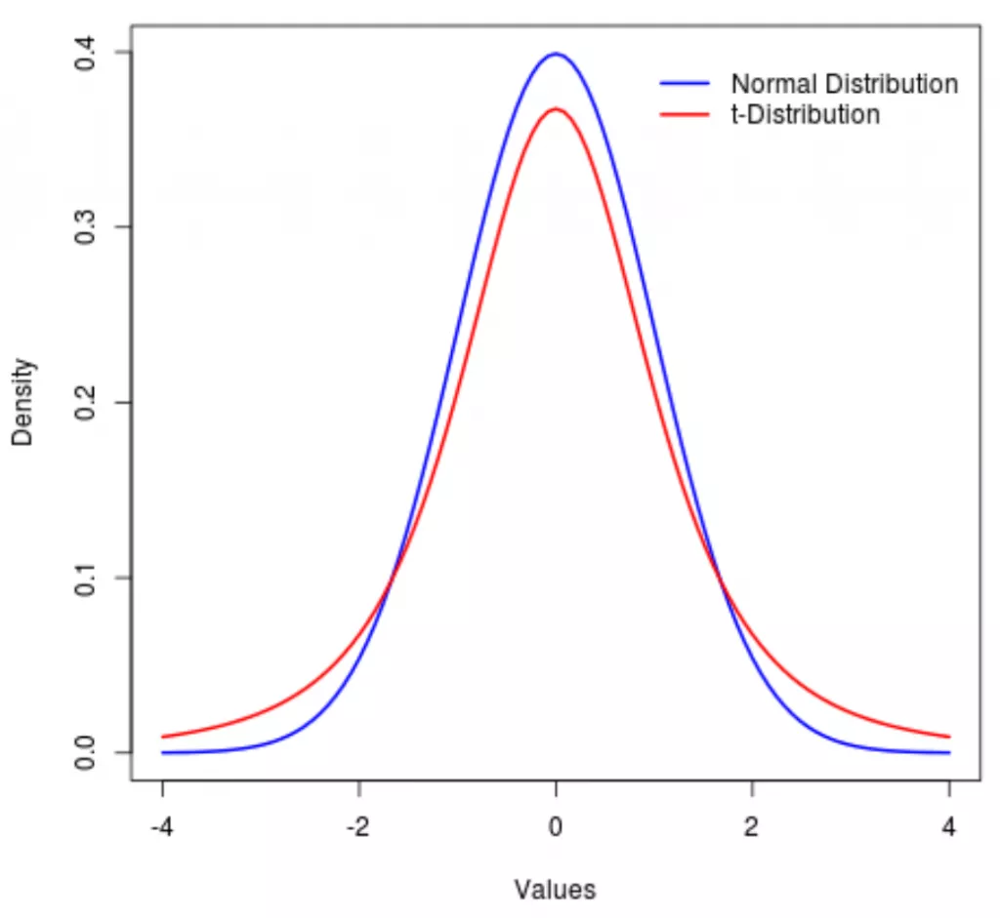 Normal Distribution
t-Distribution
Density
0.4
0.3
0.2
0.1
0.0
-4 -2 0 2 4
Values